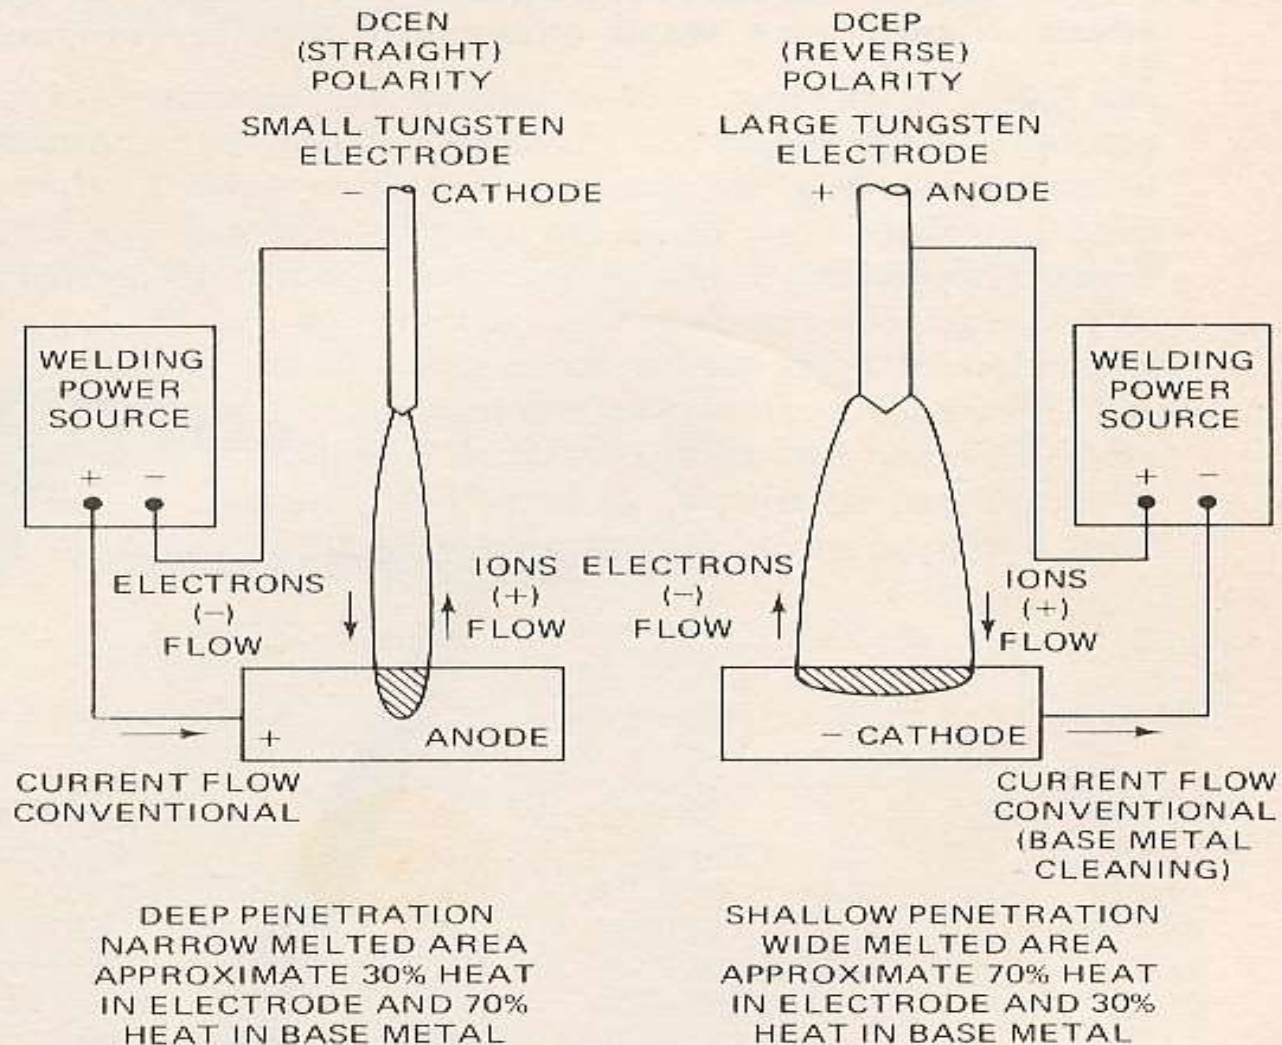 DCEN
(STRAIGHT)
POLARITY
SMALL TUNGSTEN
ELECTRODE
− CATHODE
WELDING
POWER
SOURCE
+ −
ELECTRONS
(−)
FLOW
IONS
(+)
FLOW
+ ANODE
CURRENT FLOW
CONVENTIONAL
DEEP PENETRATION
NARROW MELTED AREA
APPROXIMATE 30% HEAT
IN ELECTRODE AND 70%
HEAT IN BASE METAL
DCEP
(REVERSE)
POLARITY
LARGE TUNGSTEN
ELECTRODE
+ ANODE
WELDING
POWER
SOURCE
+ −
ELECTRONS
(−)
FLOW
IONS
(+)
FLOW
− CATHODE
CURRENT FLOW
CONVENTIONAL
(BASE METAL
CLEANING)
SHALLOW PENETRATION
WIDE MELTED AREA
APPROXIMATE 70% HEAT
IN ELECTRODE AND 30%
HEAT IN BASE METAL